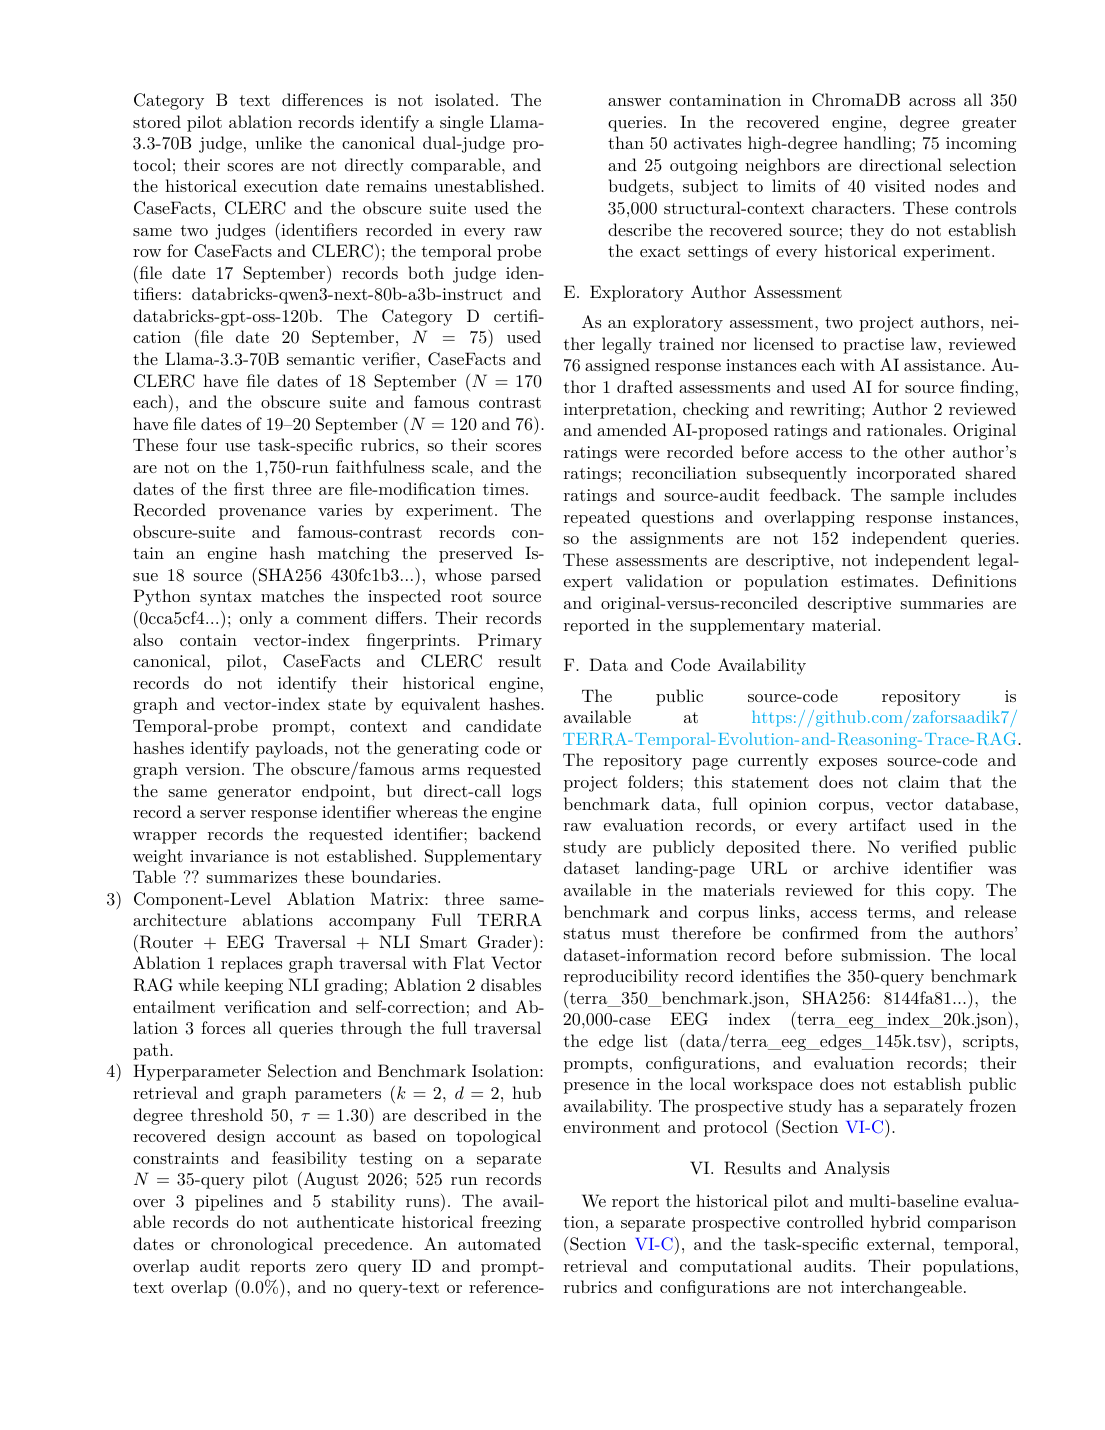 Category B text differences is not isolated. The
stored pilot ablation records identify a single Llama-
3.3-70B judge, unlike the canonical dual-judge pro-
tocol; their scores are not directly comparable, and
the historical execution date remains unestablished.
CaseFacts, CLERC and the obscure suite used the
same two judges (identifiers recorded in every raw
row for CaseFacts and CLERC); the temporal probe
(file date 17 September) records both judge iden-
tifiers: databricks-qwen3-next-80b-a3b-instruct and
databricks-gpt-oss-120b. The Category D certifi-
cation (file date 20 September, N = 75) used
the Llama-3.3-70B semantic verifier, CaseFacts and
CLERC have file dates of 18 September (N = 170
each), and the obscure suite and famous contrast
have file dates of 19–20 September (N = 120 and 76).
These four use task-specific rubrics, so their scores
are not on the 1,750-run faithfulness scale, and the
dates of the first three are file-modification times.
Recorded provenance varies by experiment. The
obscure-suite and famous-contrast records con-
tain an engine hash matching the preserved Is-
sue 18 source (SHA256 430fc1b3...), whose parsed
Python syntax matches the inspected root source
(0cca5cf4...); only a comment differs. Their records
also contain vector-index fingerprints. Primary
canonical, pilot, CaseFacts and CLERC result
records do not identify their historical engine,
graph and vector-index state by equivalent hashes.
Temporal-probe prompt, context and candidate
hashes identify payloads, not the generating code or
graph version. The obscure/famous arms requested
the same generator endpoint, but direct-call logs
record a server response identifier whereas the engine
wrapper records the requested identifier; backend
weight invariance is not established. Supplementary
Table ?? summarizes these boundaries.
3) Component-Level Ablation Matrix: three same-
architecture ablations accompany Full TERRA
(Router + EEG Traversal + NLI Smart Grader):
Ablation 1 replaces graph traversal with Flat Vector
RAG while keeping NLI grading; Ablation 2 disables
entailment verification and self-correction; and Ab-
lation 3 forces all queries through the full traversal
path.
4) Hyperparameter Selection and Benchmark Isolation:
retrieval and graph parameters (k = 2, d = 2, hub
degree threshold 50, τ = 1.30) are described in the
recovered design account as based on topological
constraints and feasibility testing on a separate
N = 35-query pilot (August 2026; 525 run records
over 3 pipelines and 5 stability runs). The avail-
able records do not authenticate historical freezing
dates or chronological precedence. An automated
overlap audit reports zero query ID and prompt-
text overlap (0.0%), and no query-text or reference-
answer contamination in ChromaDB across all 350
queries. In the recovered engine, degree greater
than 50 activates high-degree handling; 75 incoming
and 25 outgoing neighbors are directional selection
budgets, subject to limits of 40 visited nodes and
35,000 structural-context characters. These controls
describe the recovered source; they do not establish
the exact settings of every historical experiment.
E. Exploratory Author Assessment
As an exploratory assessment, two project authors, nei-
ther legally trained nor licensed to practise law, reviewed
76 assigned response instances each with AI assistance. Au-
thor 1 drafted assessments and used AI for source finding,
interpretation, checking and rewriting; Author 2 reviewed
and amended AI-proposed ratings and rationales. Original
ratings were recorded before access to the other author's
ratings; reconciliation subsequently incorporated shared
ratings and source-audit feedback. The sample includes
repeated questions and overlapping response instances,
so the assignments are not 152 independent queries.
These assessments are descriptive, not independent legal-
expert validation or population estimates. Definitions
and original-versus-reconciled descriptive summaries are
reported in the supplementary material.
F. Data and Code Availability
The public source-code repository is
available at https://github.com/zaforsaadik7/
TERRA-Temporal-Evolution-and-Reasoning-Trace-RAG.
The repository page currently exposes source-code and
project folders; this statement does not claim that the
benchmark data, full opinion corpus, vector database,
raw evaluation records, or every artifact used in the
study are publicly deposited there. No verified public
dataset landing-page URL or archive identifier was
available in the materials reviewed for this copy. The
benchmark and corpus links, access terms, and release
status must therefore be confirmed from the authors'
dataset-information record before submission. The local
reproducibility record identifies the 350-query benchmark
(terra_350_benchmark.json, SHA256: 8144fa81...), the
20,000-case EEG index (terra_eeg_index_20k.json),
the edge list (data/terra_eeg_edges_145k.tsv), scripts,
prompts, configurations, and evaluation records; their
presence in the local workspace does not establish public
availability. The prospective study has a separately frozen
environment and protocol (Section VI-C).
VI. Results and Analysis
We report the historical pilot and multi-baseline evalua-
tion, a separate prospective controlled hybrid comparison
(Section VI-C), and the task-specific external, temporal,
retrieval and computational audits. Their populations,
rubrics and configurations are not interchangeable.